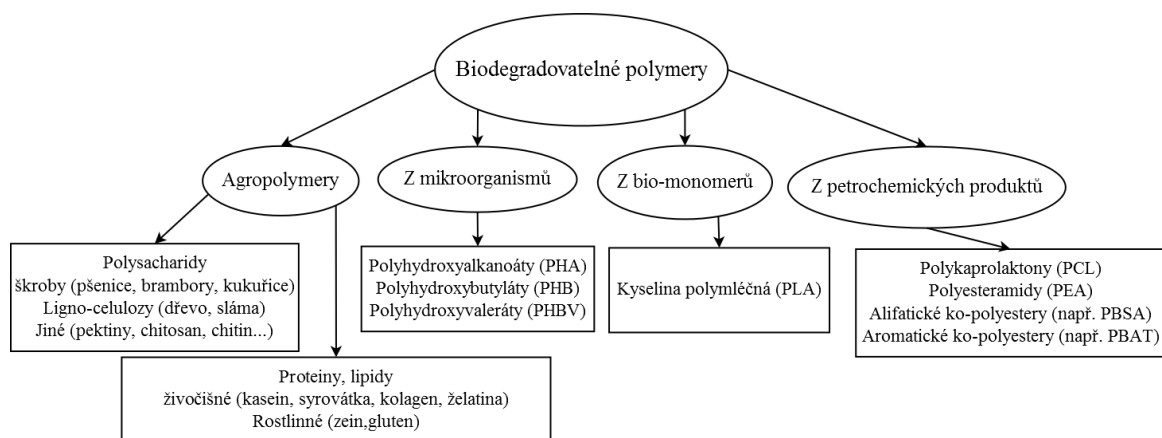 Biodegradovatelné polymery
Agropolymery
Z mikroorganismů
Z bio-monomerů
Z petrochemických produktů
Polysacharidy
škroby (pšenice, brambory, kukuřice)
Ligno-celulozy (dřevo, sláma)
Jiné (pektiny, chitosan, chitin...)
Polyhydroxyalkanoáty (PHA)
Polyhydroxybutyláty (PHB)
Polyhydroxyvaleráty (PHBV)
Kyselina polymléčná (PLA)
Polykaprolaktony (PCL)
Polyesteramidy (PEA)
Alifatické ko-polyestery (např. PBSA)
Aromatické ko-polyestery (např. PBAT)
Proteiny, lipidy
živočišné (kasein, syrovátka, kolagen, želatina)
Rostlinné (zein,gluten)